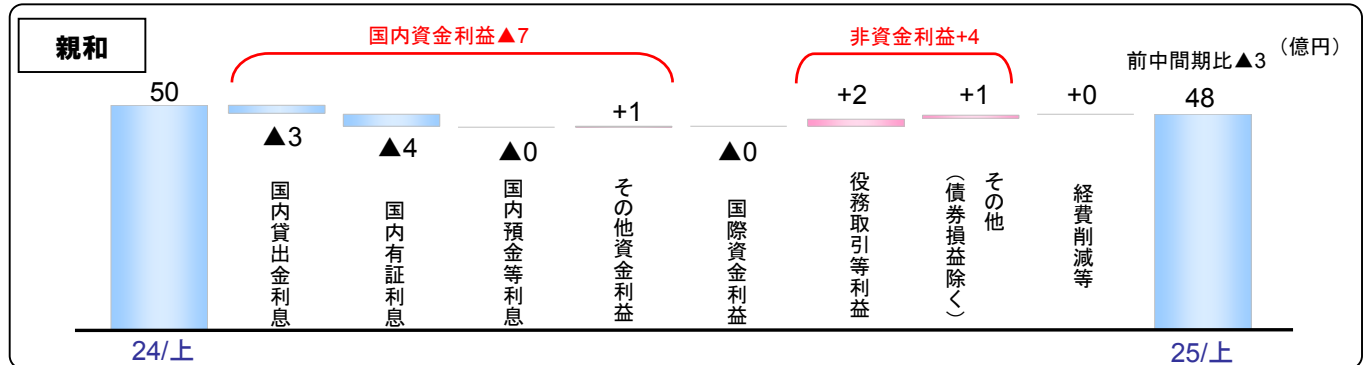 親和
国内資金利益▲7
非資金利益+4
前中間期比▲3
（億円）
50
▲3
▲4
▲0
+1
▲0
+2
+1
+0
48
国内貸出金利息
国内有証利息
国内預金等利息
その他資金利益
国際資金利益
役務取引等利益
その他
（債券損益除く）
経費削減等
24/上
25/上